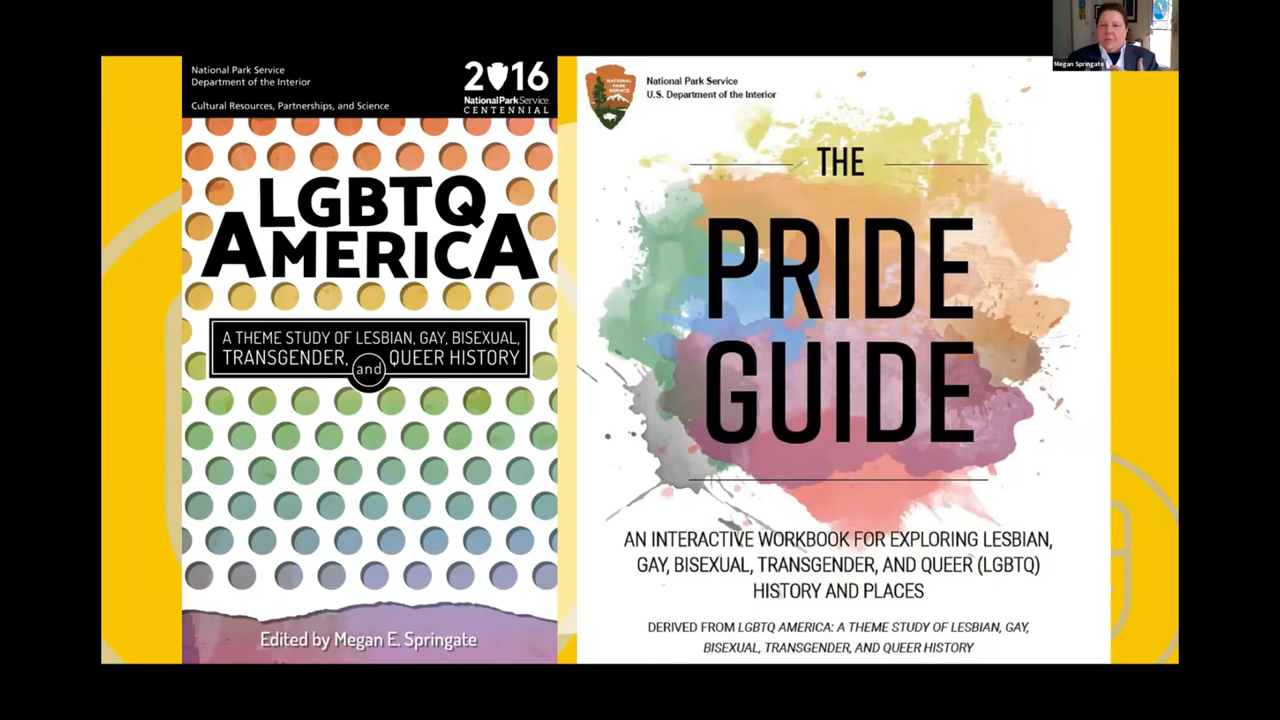 National Park Service
Department of the Interior
Cultural Resources, Partnerships, and Science
2016
National Park Service
CENTENNIAL
LGBTQ
AMERICA
A THEME STUDY OF LESBIAN, GAY, BISEXUAL,
TRANSGENDER, and QUEER HISTORY
Edited by Megan E. Springate
NATIONAL
PARK
SERVICE
National Park Service
U.S. Department of the Interior
THE
PRIDE
GUIDE
AN INTERACTIVE WORKBOOK FOR EXPLORING LESBIAN,
GAY, BISEXUAL, TRANSGENDER, AND QUEER (LGBTQ)
HISTORY AND PLACES
DERIVED FROM LGBTQ AMERICA: A THEME STUDY OF LESBIAN, GAY,
BISEXUAL, TRANSGENDER, AND QUEER HISTORY
Megan Springate